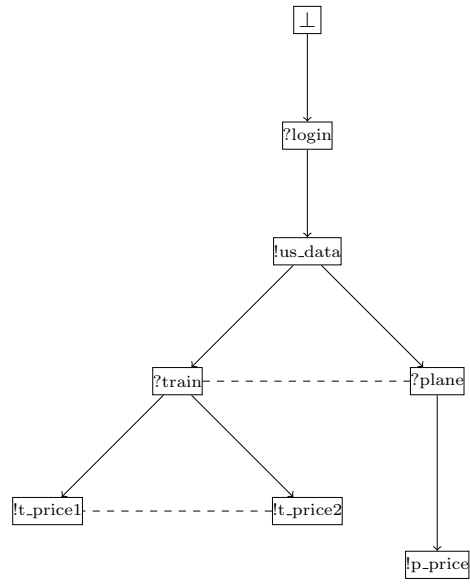 ⊥
?login
!us_data
?train
?plane
!t_price1
!t_price2
!p_price